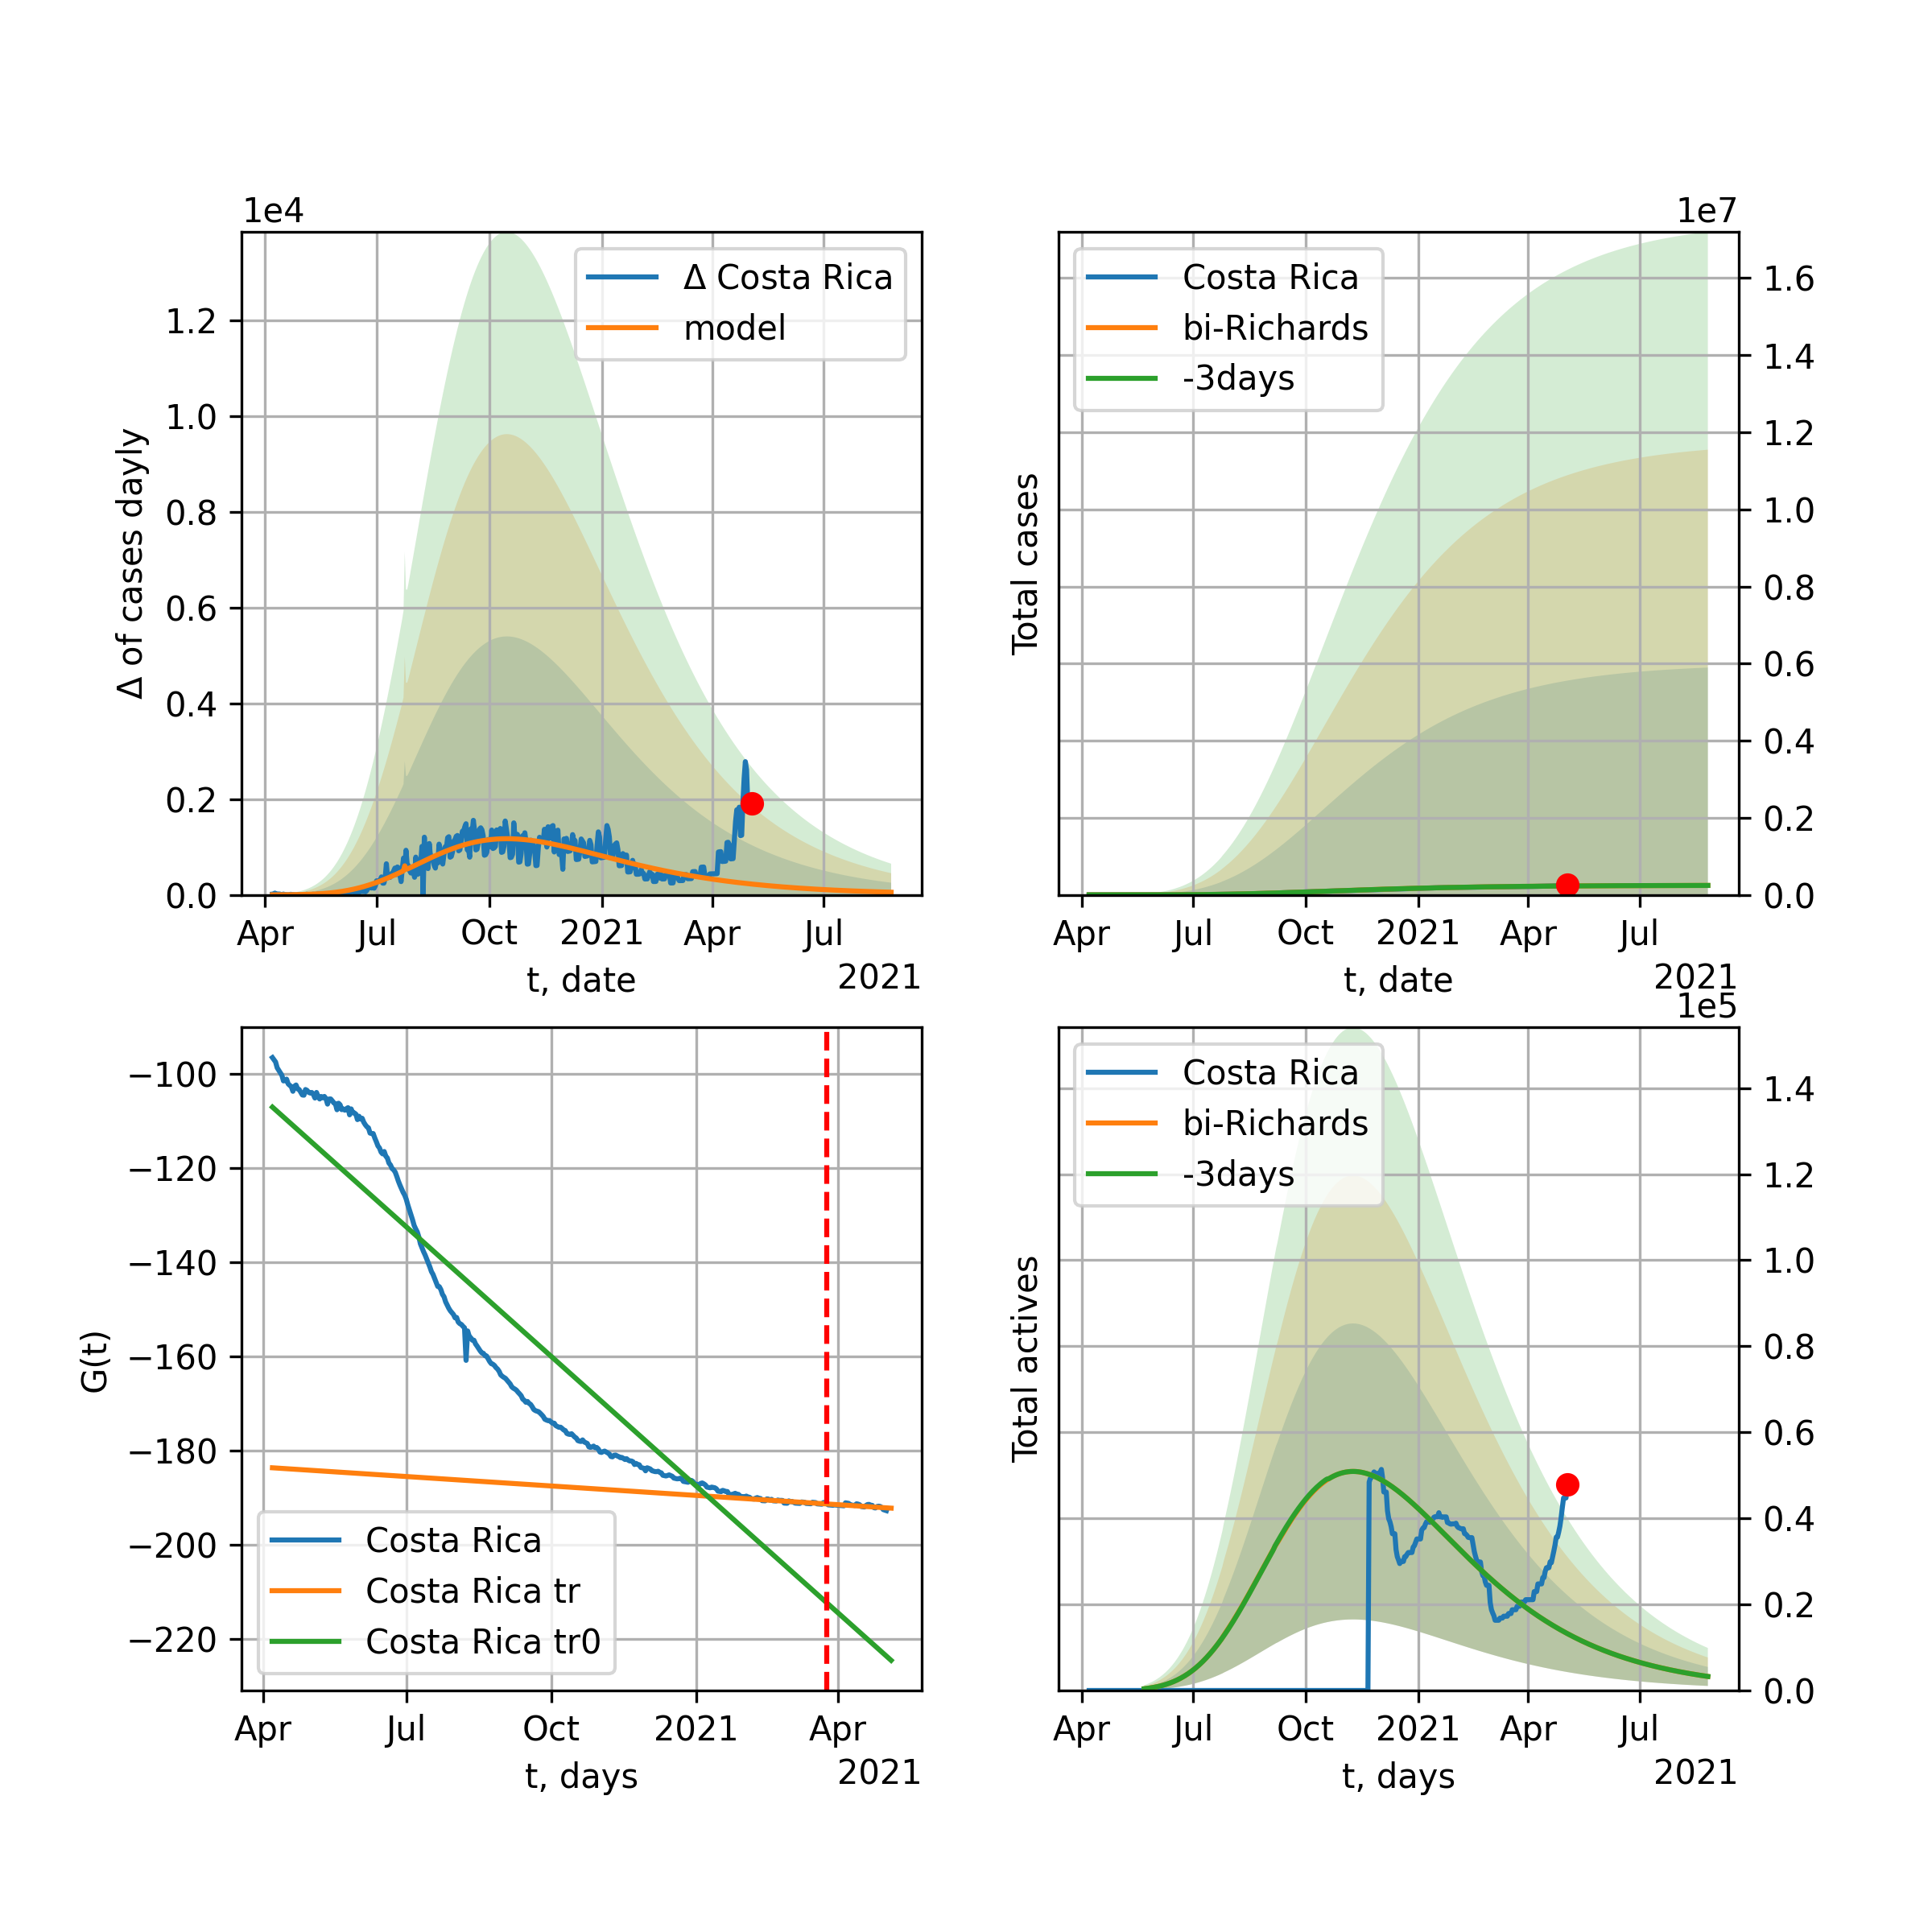 1e4
Δ Costa Rica
model
1.2
1.0
0.8
0.6
0.4
0.2
0.0
Δ of cases dayly
Apr Jul Oct 2021 Apr Jul
t, date
2021
1e7
Costa Rica
bi-Richards
-3days
1.6
1.4
1.2
1.0
0.8
0.6
0.4
0.2
0.0
Total cases
Apr Jul Oct 2021 Apr Jul
t, date
2021
−100
−120
−140
−160
−180
−200
−220
G(t)
Costa Rica
Costa Rica tr
Costa Rica tr0
Apr Jul Oct 2021 Apr
t, days
2021
1e5
Costa Rica
bi-Richards
-3days
1.4
1.2
1.0
0.8
0.6
0.4
0.2
0.0
Total actives
Apr Jul Oct 2021 Apr Jul
t, days
2021